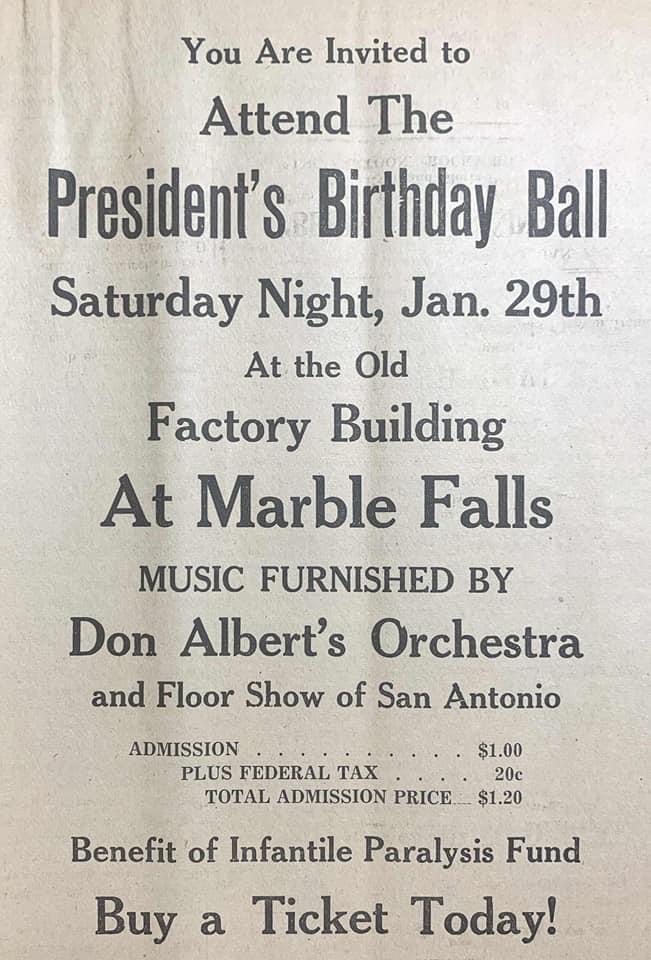 You Are Invited to
Attend The
President's Birthday Ball
Saturday Night, Jan. 29th
At the Old
Factory Building
At Marble Falls
MUSIC FURNISHED BY
Don Albert's Orchestra
and Floor Show of San Antonio
ADMISSION . . . . . . . . . . $1.00
PLUS FEDERAL TAX . . . . 20c
TOTAL ADMISSION PRICE $1.20
Benefit of Infantile Paralysis Fund
Buy a Ticket Today!